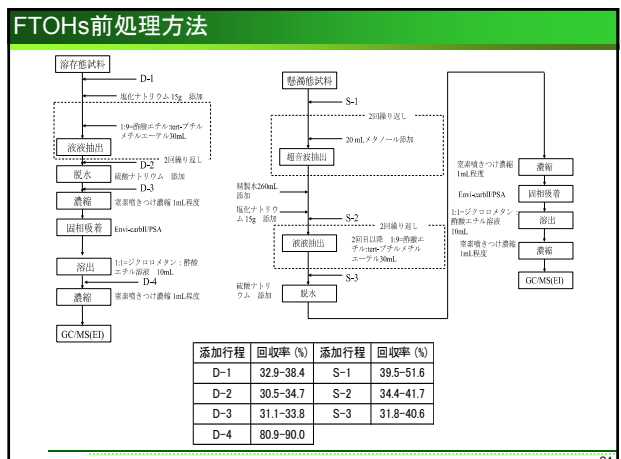 FTOHs前処理方法
溶存態試料
D-1
塩化ナトリウム 15g 添加
1:9=酢酸エチル:tert-ブチル
メチルエーテル30mL
液液抽出
2回繰り返し
D-2
脱水
硫酸ナトリウム 添加
D-3
濃縮
窒素噴きつけ濃縮 1mL程度
固相吸着
Envi-carbII/PSA
溶出
1:1=ジクロロメタン：酢酸
エチル溶液 10mL
D-4
濃縮
窒素噴きつけ濃縮 1mL程度
GC/MS(EI)
懸濁態試料
S-1
2回繰り返し
20 mLメタノール添加
超音波抽出
精製水260mL
添加
塩化ナトリウ
ム 15g 添加
S-2
2回繰り返し
液液抽出
2回目以降 1:9=酢酸エ
チル:tert-ブチルメチル
エーテル30mL
S-3
硫酸ナトリ
ウム 添加
脱水
窒素噴きつけ濃縮
1mL程度
濃縮
Envi-carbII/PSA
固相吸着
1:1=ジクロロメタン：
酢酸エチル溶液
10mL
溶出
窒素噴きつけ濃縮
1mL程度
濃縮
GC/MS(EI)
添加行程 回収率 (%) 添加行程 回収率 (%)
D-1 32.9-38.4 S-1 39.5-51.6
D-2 30.5-34.7 S-2 34.4-41.7
D-3 31.1-33.8 S-3 31.8-40.6
D-4 80.9-90.0